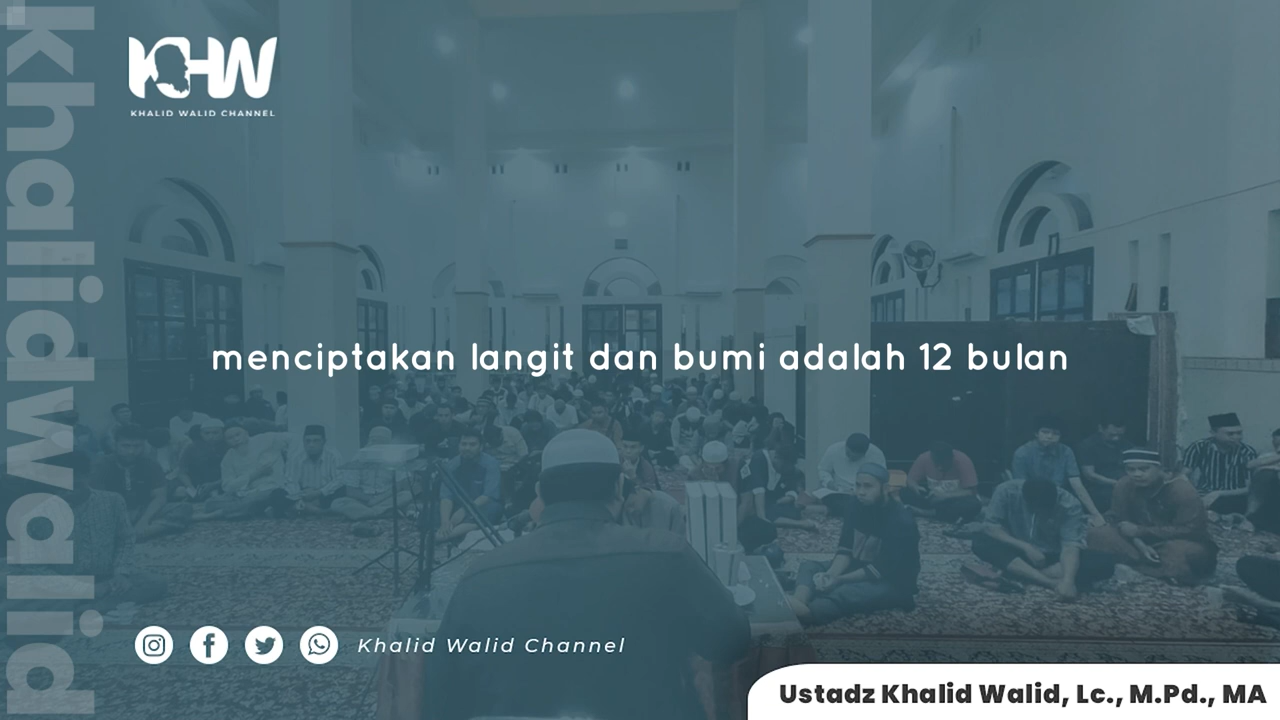 khalidwalid
KHW
KHALID WALID CHANNEL
menciptakan langit dan bumi adalah 12 bulan
Khalid Walid Channel
Ustadz Khalid Walid, Lc., M.Pd., MA